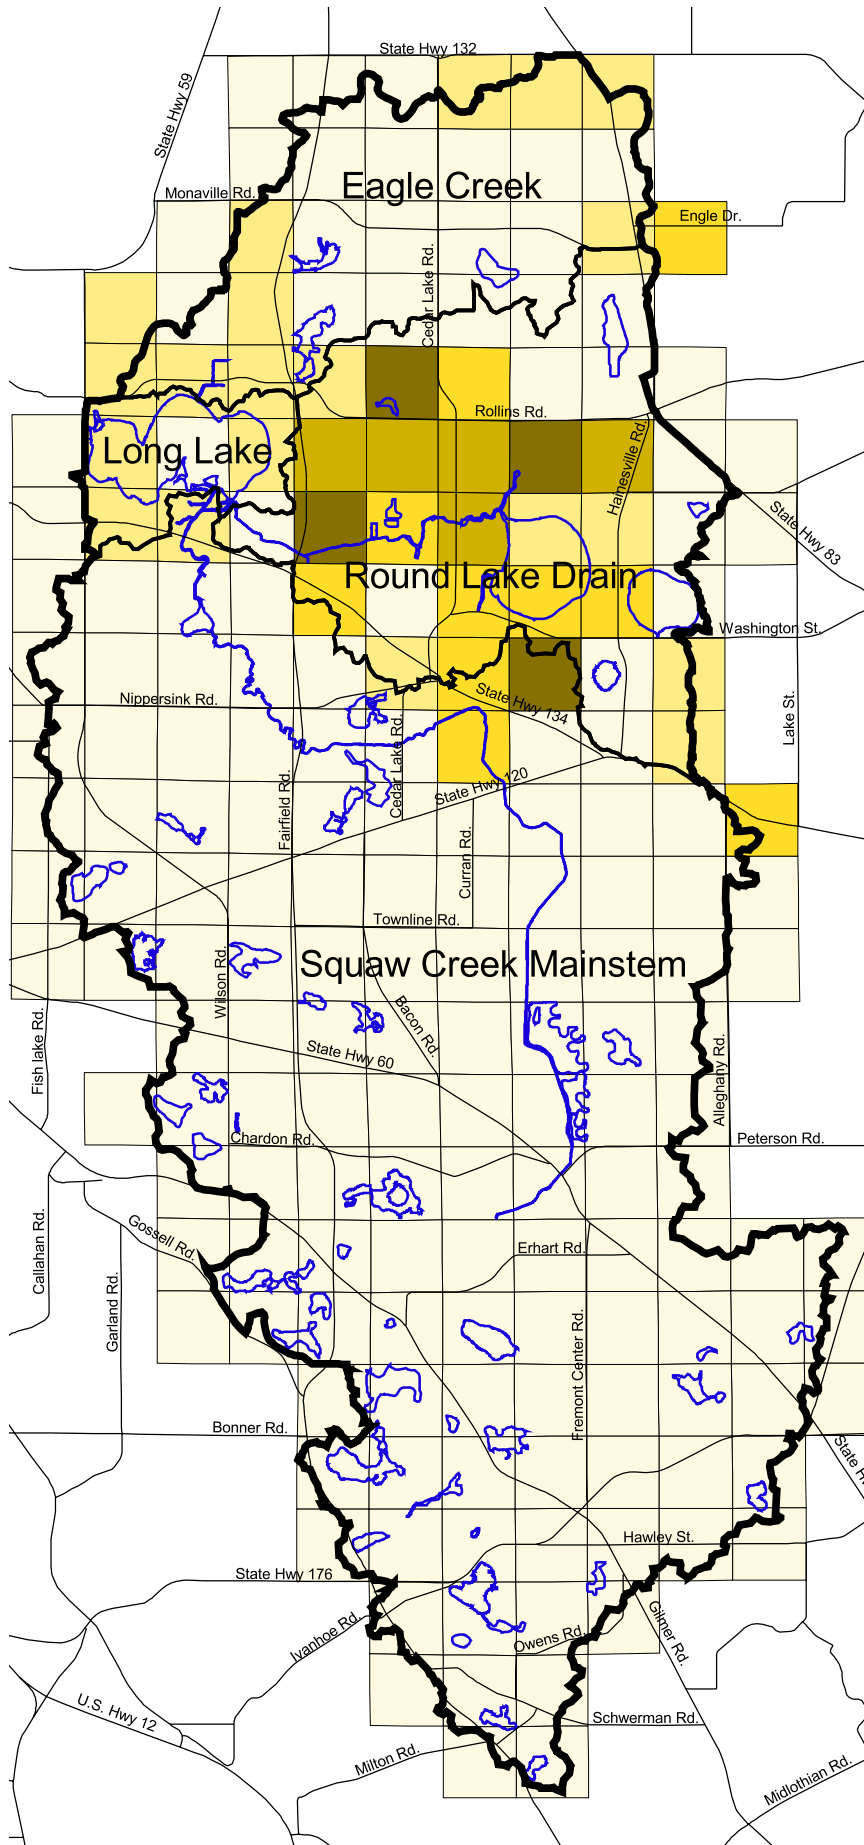 State Hwy 132
State Hwy 59
Eagle Creek
Monaville Rd.
Engle Dr.
Cedar Lake Rd.
Rollins Rd.
Long Lake
Hainesville Rd.
State Hwy 83
Round Lake Drain
Washington St.
Nippersink Rd.
State Hwy 134
Lake St.
Cedar Lake Rd.
State Hwy 120
Fairfield Rd.
Curran Rd.
Townline Rd.
Squaw Creek Mainstem
Wilson Rd.
Bacon Rd.
Fish lake Rd.
State Hwy 60
Alleghany Rd.
Chardon Rd.
Peterson Rd.
Callahan Rd.
Gossell Rd.
Erhart Rd.
Garland Rd.
Fremont Center Rd.
Bonner Rd.
State H
Hawley St.
State Hwy 176
Ivanhoe Rd.
Owens Rd.
Gilmer Rd.
U.S. Hwy 12
Schwerman Rd.
Milton Rd.
Midlothian Rd.